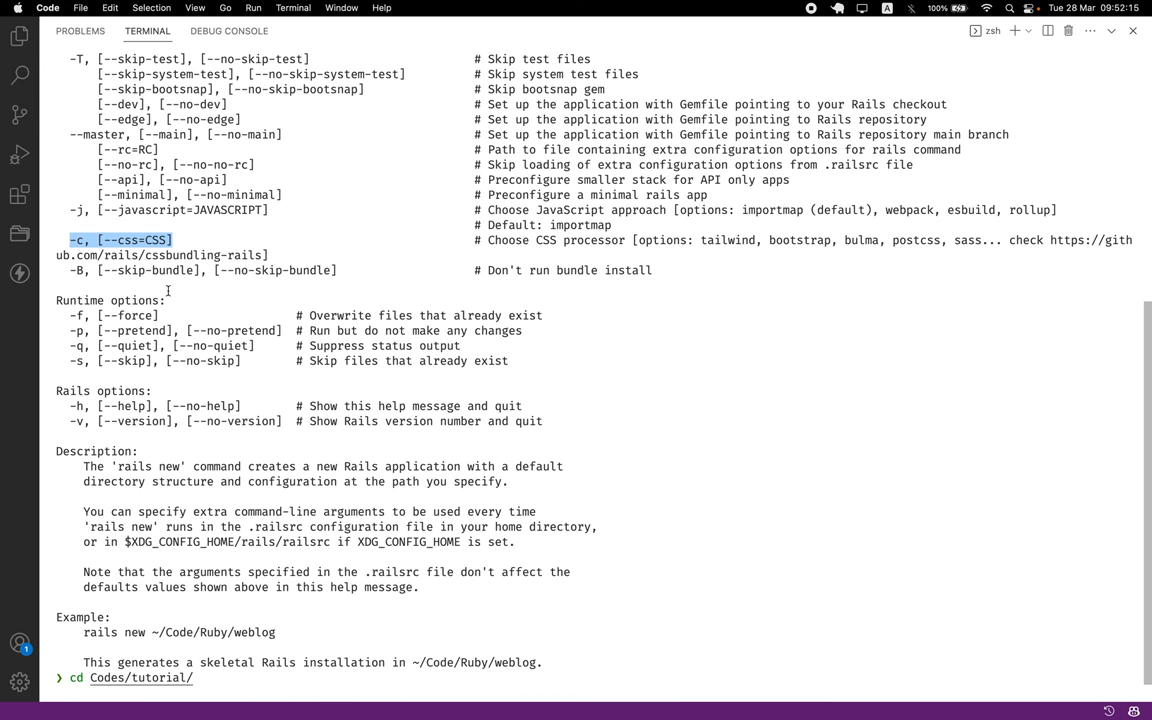 Code File Edit Selection View Go Run Terminal Window Help A 100% Tue 28 Mar 09:52:15
PROBLEMS TERMINAL DEBUG CONSOLE zsh
-T, [--skip-test], [--no-skip-test] # Skip test files
[--skip-system-test], [--no-skip-system-test] # Skip system test files
[--skip-bootsnap], [--no-skip-bootsnap] # Skip bootsnap gem
[--dev], [--no-dev] # Set up the application with Gemfile pointing to your Rails checkout
[--edge], [--no-edge] # Set up the application with Gemfile pointing to Rails repository
--master, [--main], [--no-main] # Set up the application with Gemfile pointing to Rails repository main branch
[--rc=RC] # Path to file containing extra configuration options for rails command
[--no-rc], [--no-no-rc] # Skip loading of extra configuration options from .railsrc file
[--api], [--no-api] # Preconfigure smaller stack for API only apps
[--minimal], [--no-minimal] # Preconfigure a minimal rails app
-j, [--javascript=JAVASCRIPT] # Choose JavaScript approach [options: importmap (default), webpack, esbuild, rollup]
# Default: importmap
-c, [--css=CSS] # Choose CSS processor [options: tailwind, bootstrap, bulma, postcss, sass... check https://gith
ub.com/rails/cssbundling-rails]
-B, [--skip-bundle], [--no-skip-bundle] # Don't run bundle install
Runtime options:
-f, [--force] # Overwrite files that already exist
-p, [--pretend], [--no-pretend] # Run but do not make any changes
-q, [--quiet], [--no-quiet] # Suppress status output
-s, [--skip], [--no-skip] # Skip files that already exist
Rails options:
-h, [--help], [--no-help] # Show this help message and quit
-v, [--version], [--no-version] # Show Rails version number and quit
Description:
The 'rails new' command creates a new Rails application with a default
directory structure and configuration at the path you specify.
You can specify extra command-line arguments to be used every time
'rails new' runs in the .railsrc configuration file in your home directory,
or in $XDG_CONFIG_HOME/rails/railsrc if XDG_CONFIG_HOME is set.
Note that the arguments specified in the .railsrc file don't affect the
defaults values shown above in this help message.
Example:
rails new ~/Code/Ruby/weblog
This generates a skeletal Rails installation in ~/Code/Ruby/weblog.
❯ cd Codes/tutorial/
1